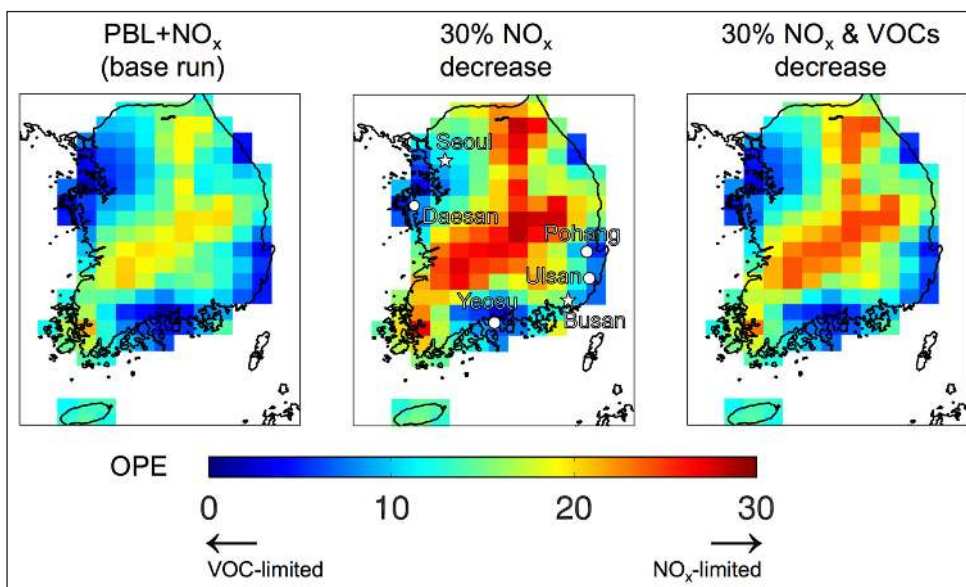 PBL+NOx
(base run)
30% NOx
decrease
30% NOx & VOCs
decrease
Seoul
Daesan
Pohang
Ulsan
Yeosu
Busan
OPE
0 10 20 30
VOC-limited
NOx-limited